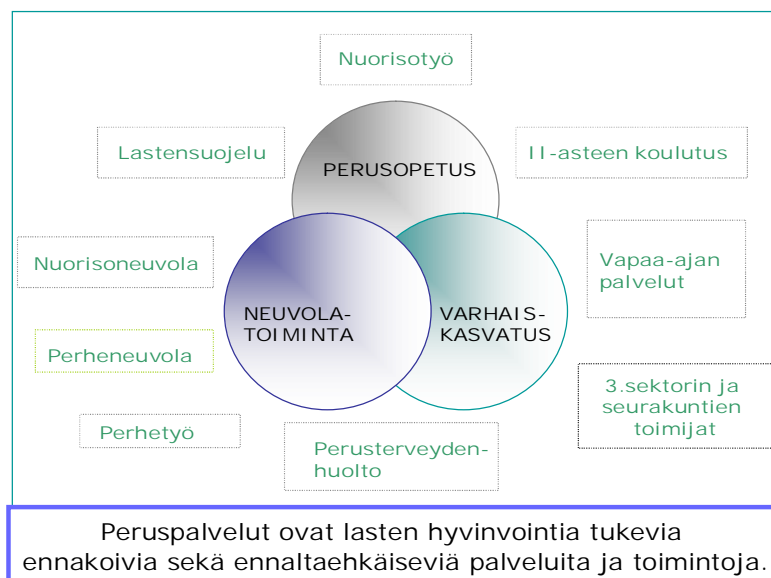 Nuorisotyö
Lastensuojelu
II-asteen koulutus
PERUSOPETUS
Nuorisoneuvola
Vapaa-ajan
palvelut
NEUVOLA-
TOIMINTA
VARHAIS-
KASVATUS
Perheneuvola
3.sektorin ja
seurakuntien
toimijat
Perhetyö
Perusterveyden-
huolto
Peruspalvelut ovat lasten hyvinvointia tukevia
ennakoivia sekä ennaltaehkäiseviä palveluita ja toimintoja.